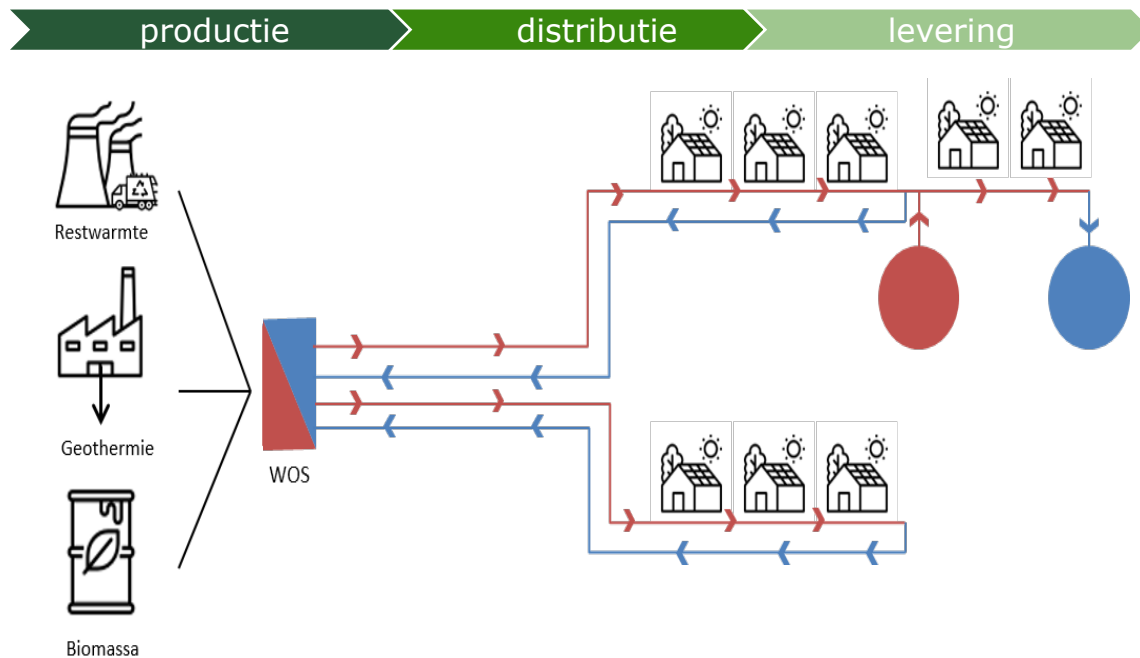 productie
distributie
levering
Restwarmte
Geothermie
WOS
Biomassa